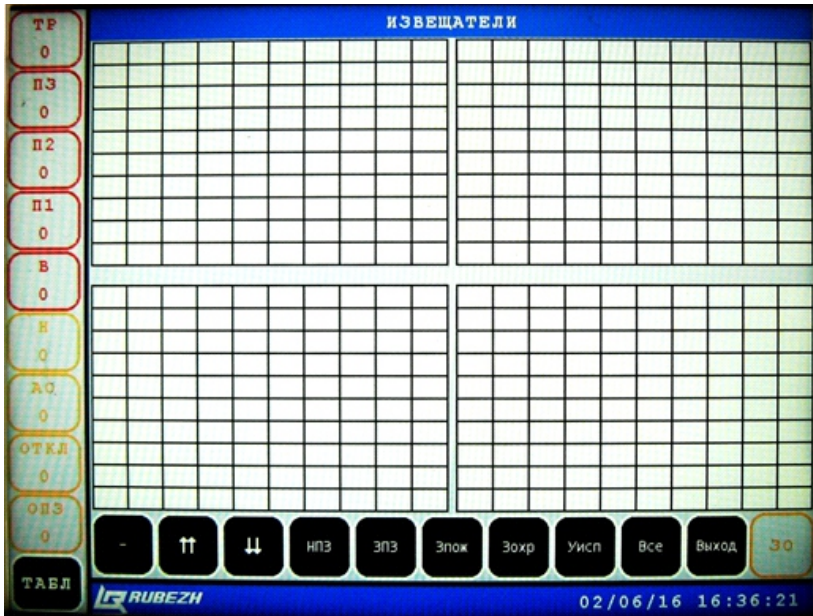 ИЗВЕЩАТЕЛИ
ТР
0
П3
0
П2
0
П1
0
В
0
Н
0
АО
0
ОТКЛ
0
ОПЗ
0
ТАБЛ
-
⇈
⇊
НПЗ
ЗПЗ
Зпож
Зохр
Уисп
Все
Выход
ЗО
RUBEZH
02/06/16 16:36:21